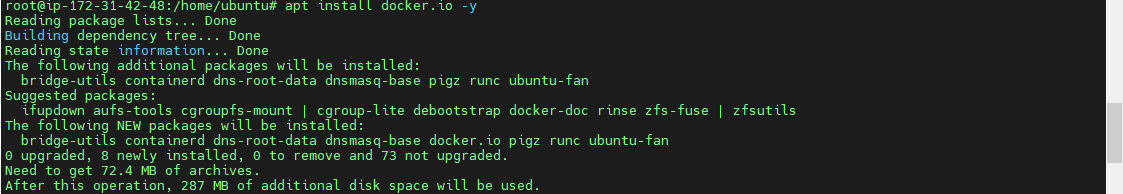 root@ip-172-31-42-48:/home/ubuntu# apt install docker.io -y
Reading package lists... Done
Building dependency tree... Done
Reading state information... Done
The following additional packages will be installed:
  bridge-utils containerd dns-root-data dnsmasq-base pigz runc ubuntu-fan
Suggested packages:
  ifupdown aufs-tools cgroupfs-mount | cgroup-lite debootstrap docker-doc rinse zfs-fuse | zfsutils
The following NEW packages will be installed:
  bridge-utils containerd dns-root-data dnsmasq-base docker.io pigz runc ubuntu-fan
0 upgraded, 8 newly installed, 0 to remove and 73 not upgraded.
Need to get 72.4 MB of archives.
After this operation, 287 MB of additional disk space will be used.